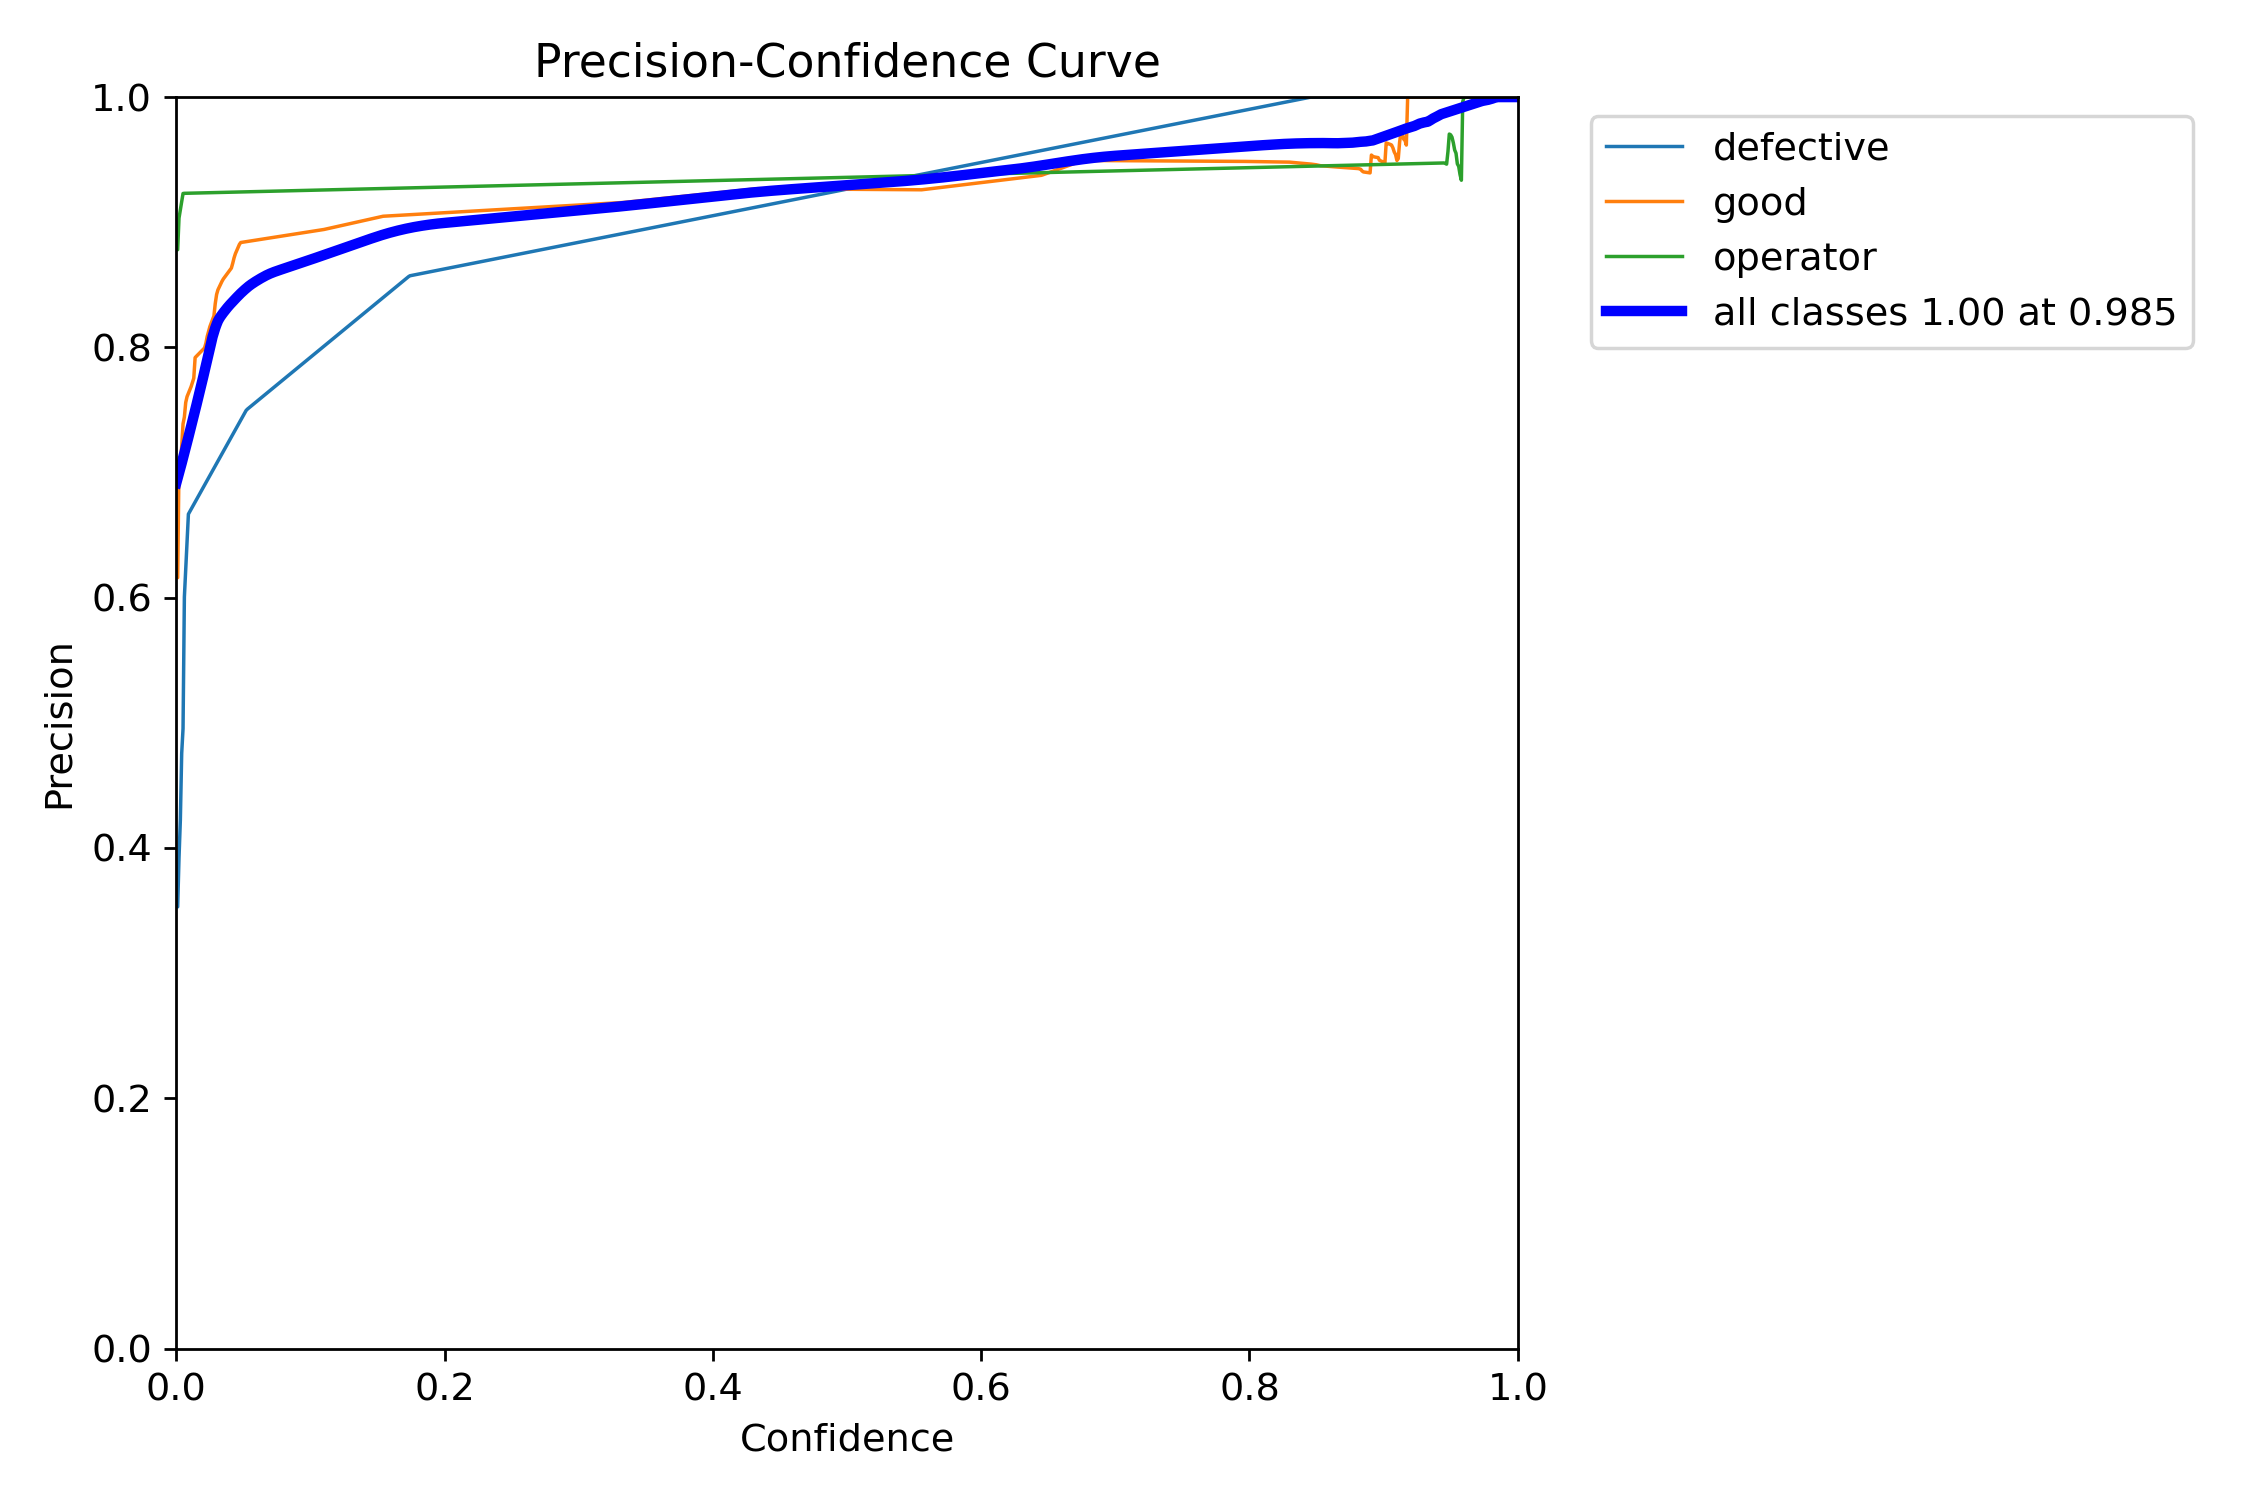 Precision-Confidence Curve
1.0
0.8
0.6
0.4
0.2
0.0
Precision
0.0 0.2 0.4 0.6 0.8 1.0
Confidence
defective
good
operator
all classes 1.00 at 0.985